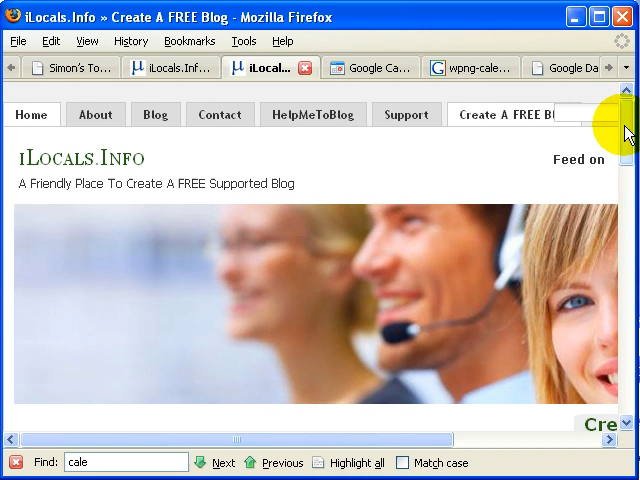 iLocals.Info » Create A FREE Blog - Mozilla Firefox
File Edit View History Bookmarks Tools Help
Simon's To... iLocals.Inf... iLocal... Google Ca... wpng-cale... Google Da
Home About Blog Contact HelpMeToBlog Support Create A FREE Bl
iLocals.Info
Feed on
A Friendly Place To Create A FREE Supported Blog
Cre
Find: cale Next Previous Highlight all Match case